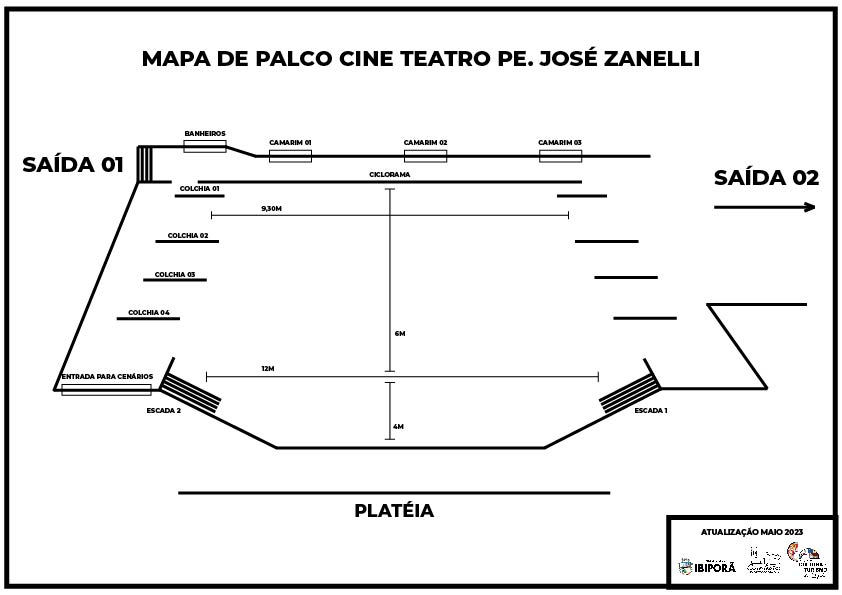 MAPA DE PALCO CINE TEATRO PE. JOSÉ ZANELLI
BANHEIROS
CAMARIM 01
CAMARIM 02
CAMARIM 03
SAÍDA 01
SAÍDA 02
CICLORAMA
COLCHIA 01
9,30M
COLCHIA 02
COLCHIA 03
COLCHIA 04
6M
12M
ENTRADA PARA CENÁRIOS
ESCADA 2
ESCADA 1
4M
PLATÉIA
ATUALIZAÇÃO MAIO 2023
IBIPORÃ
TURISMO